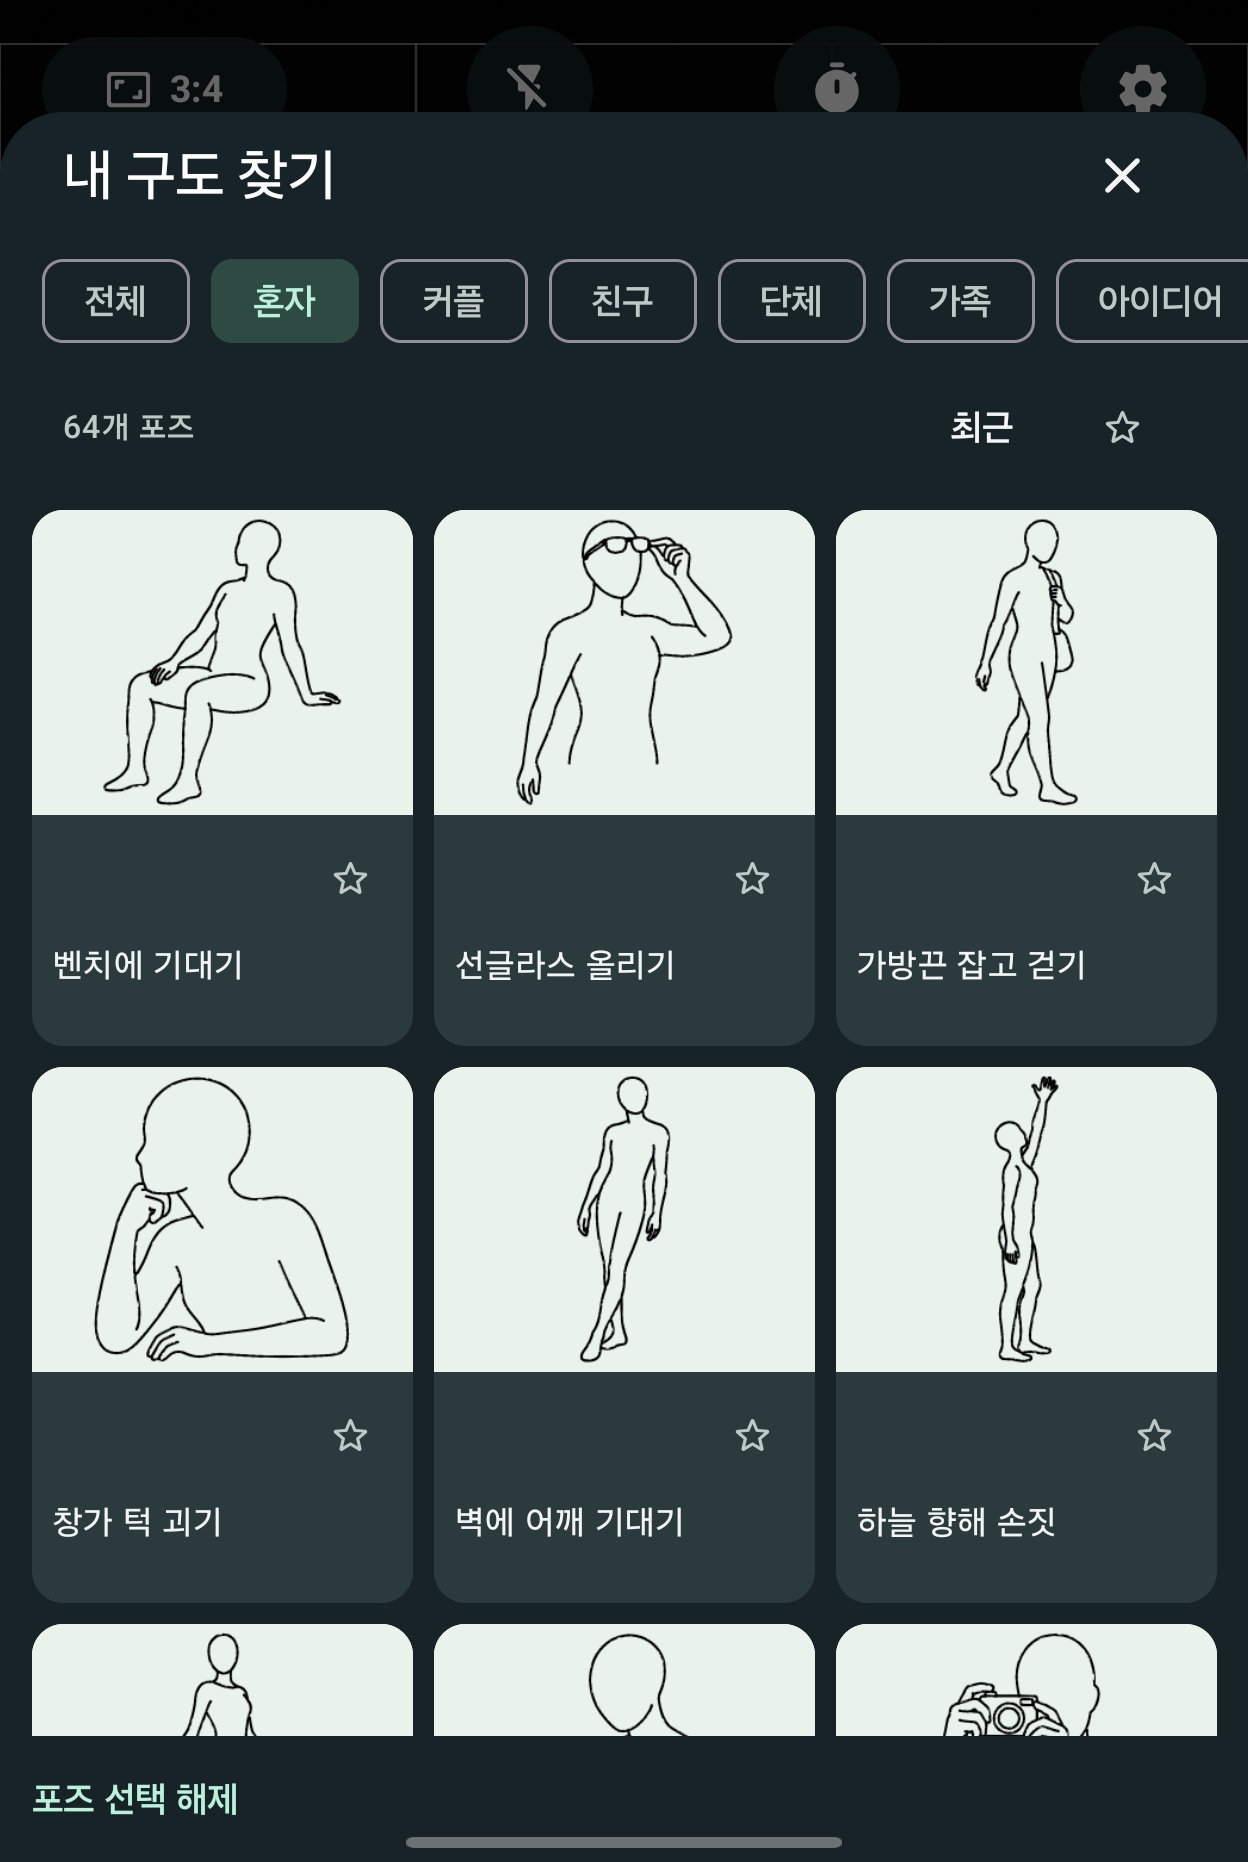 3:4
내 구도 찾기
전체 혼자 커플 친구 단체 가족 아이디어
64개 포즈 최근
벤치에 기대기 선글라스 올리기 가방끈 잡고 걷기
창가 턱 괴기 벽에 어깨 기대기 하늘 향해 손짓
포즈 선택 해제